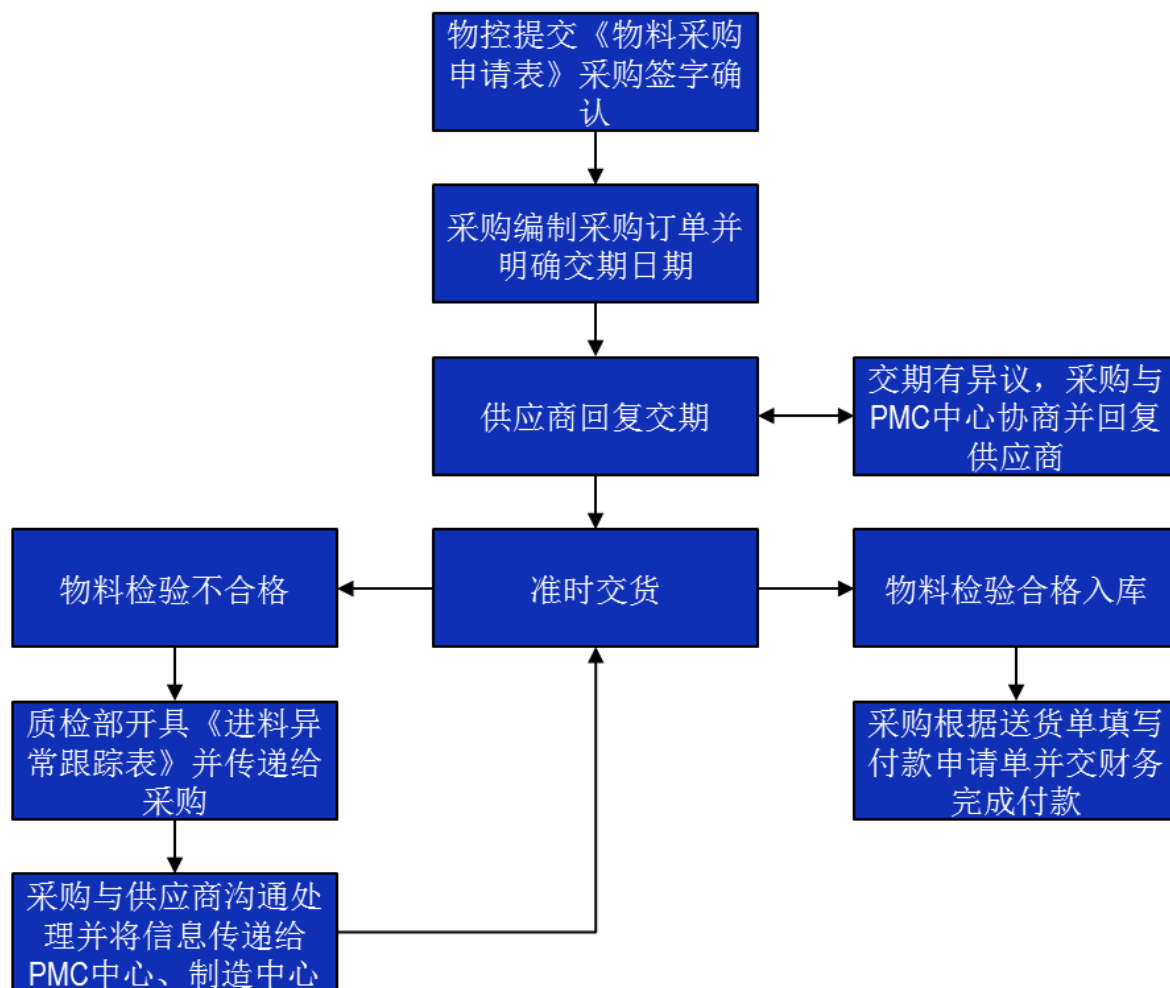 物控提交《物料采购
申请表》采购签字确
认
采购编制采购订单并
明确交期日期
供应商回复交期
交期有异议，采购与
PMC中心协商并回复
供应商
物料检验不合格
准时交货
物料检验合格入库
质检部开具《进料异
常跟踪表》并传递给
采购
采购根据送货单填写
付款申请单并交财务
完成付款
采购与供应商沟通处
理并将信息传递给
PMC中心、制造中心